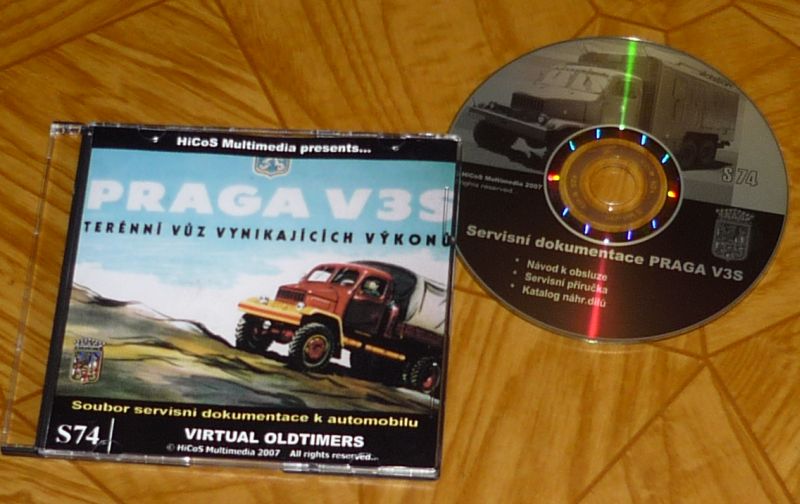 HiCoS Multimedia presents...
PRAGA V3S
TERÉNNÍ VŮZ VYNIKAJÍCÍCH VÝKONŮ
Soubor servisní dokumentace k automobilu
S74
VIRTUAL OLDTIMERS
© HiCoS Multimedia 2007 All rights reserved...
S 74
© HiCoS Multimedia 2007
rights reserved...
Servisní dokumentace PRAGA V3S
• Návod k obsluze
• Servisní příručka
• Katalog náhr.dílů